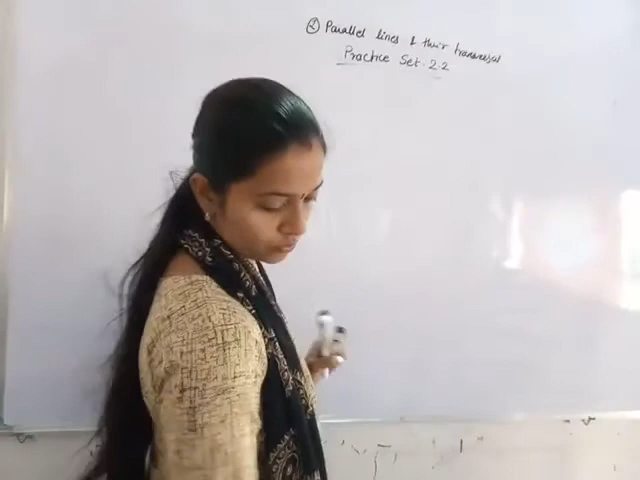 ② Parallel lines & their transversal
Practice Set - 2.2